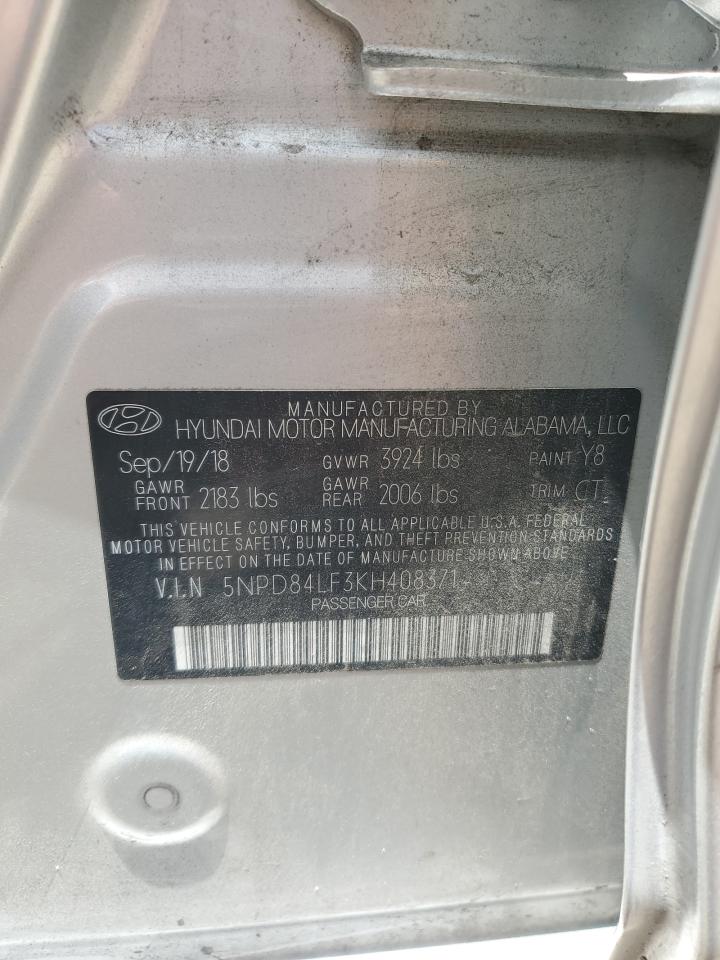 MANUFACTURED BY
HYUNDAI MOTOR MANUFACTURING ALABAMA, LLC
Sep/19/18 GVWR 3924 lbs PAINT Y8
GAWR FRONT 2183 lbs GAWR REAR 2006 lbs TRIM CT
THIS VEHICLE CONFORMS TO ALL APPLICABLE U.S.A. FEDERAL
MOTOR VEHICLE SAFETY, BUMPER, AND THEFT PREVENTION STANDARDS
IN EFFECT ON THE DATE OF MANUFACTURE SHOWN ABOVE.
V.I.N 5NPD84LF3KH408371
PASSENGER CAR